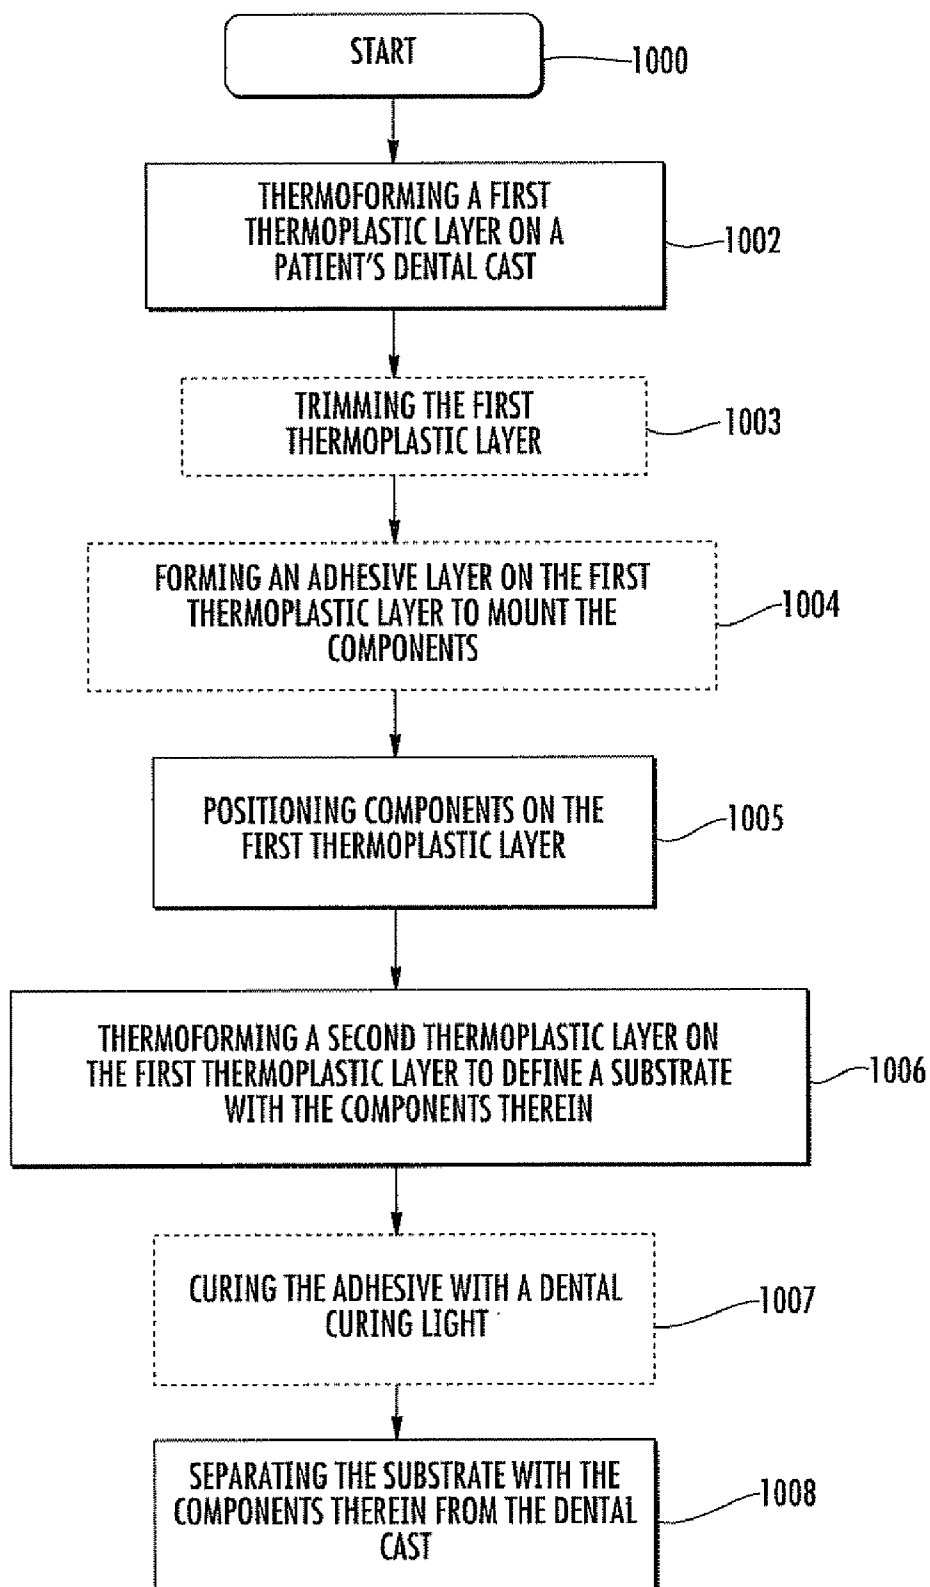 START
1000
THERMOFORMING A FIRST
THERMOPLASTIC LAYER ON A
PATIENT'S DENTAL CAST
1002
TRIMMING THE FIRST
THERMOPLASTIC LAYER
1003
FORMING AN ADHESIVE LAYER ON THE FIRST
THERMOPLASTIC LAYER TO MOUNT THE
COMPONENTS
1004
POSITIONING COMPONENTS ON THE
FIRST THERMOPLASTIC LAYER
1005
THERMOFORMING A SECOND THERMOPLASTIC LAYER ON
THE FIRST THERMOPLASTIC LAYER TO DEFINE A SUBSTRATE
WITH THE COMPONENTS THEREIN
1006
CURING THE ADHESIVE WITH A DENTAL
CURING LIGHT
1007
SEPARATING THE SUBSTRATE WITH THE
COMPONENTS THEREIN FROM THE DENTAL
CAST
1008